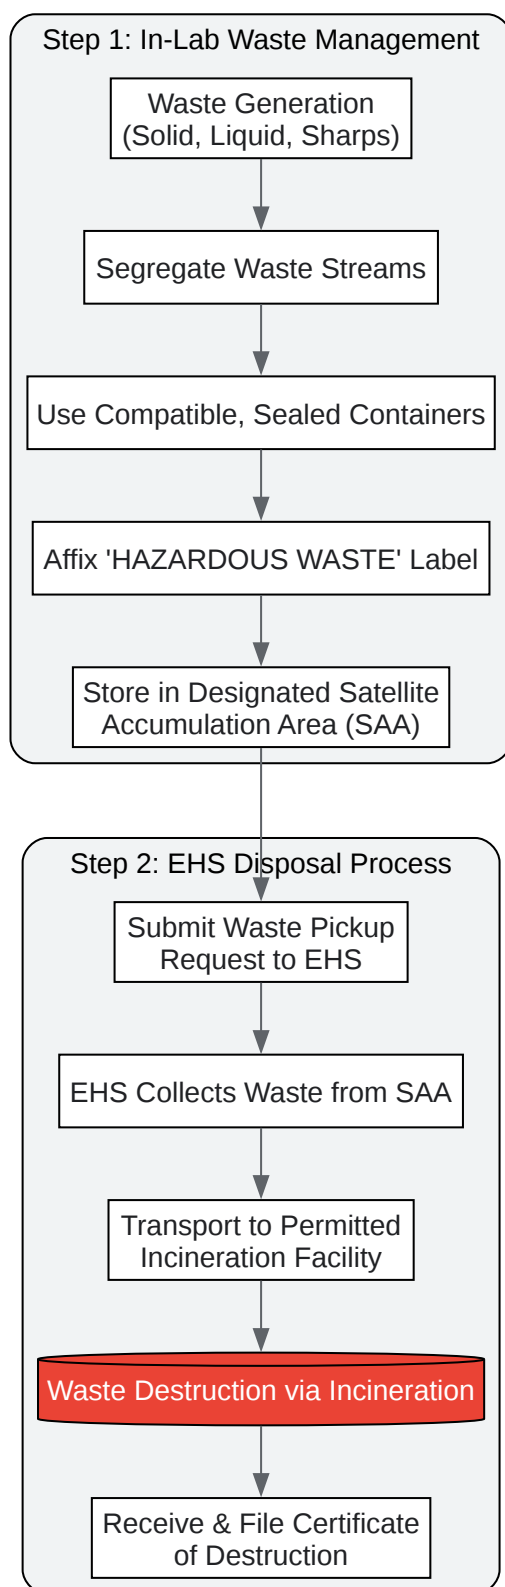 Step 1: In-Lab Waste Management
Waste Generation
(Solid, Liquid, Sharps)
Segregate Waste Streams
Use Compatible, Sealed Containers
Affix 'HAZARDOUS WASTE' Label
Store in Designated Satellite
Accumulation Area (SAA)
Step 2: EHS Disposal Process
Submit Waste Pickup
Request to EHS
EHS Collects Waste from SAA
Transport to Permitted
Incineration Facility
Waste Destruction via Incineration
Receive & File Certificate
of Destruction